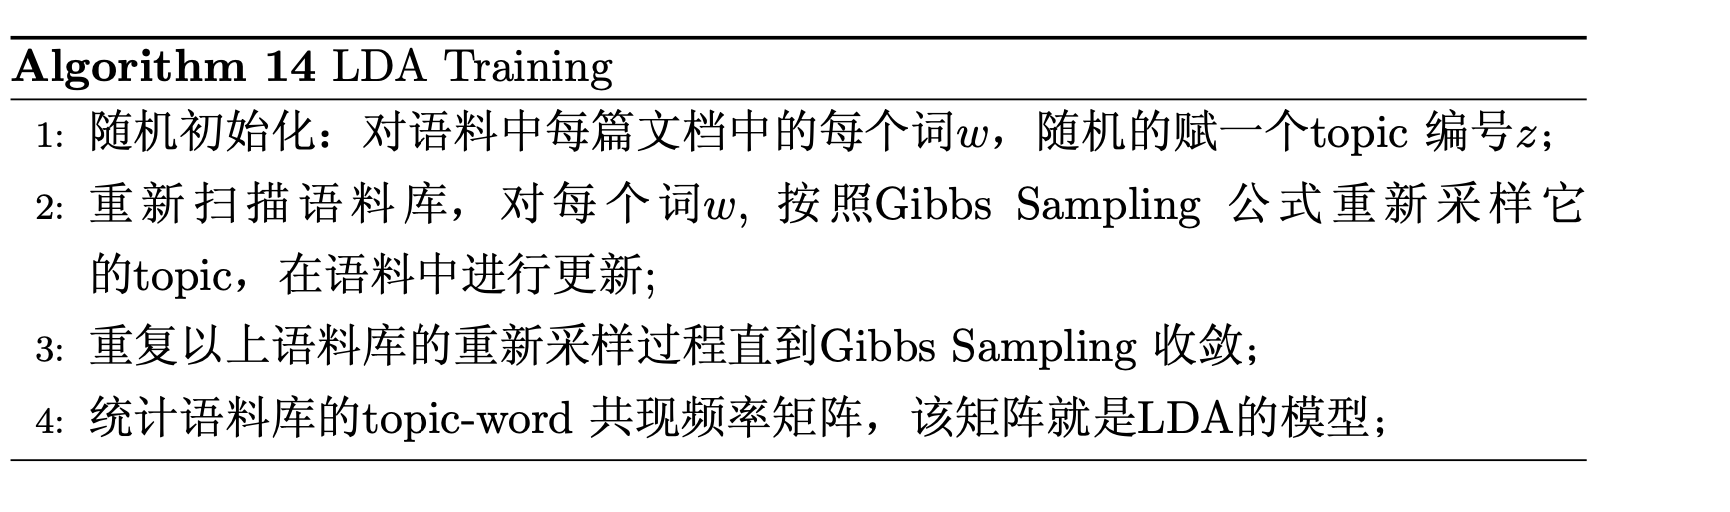 Algorithm 14 LDA Training
1: 随机初始化：对语料中每篇文档中的每个词w，随机的赋一个topic 编号z；
2: 重新扫描语料库，对每个词w, 按照Gibbs Sampling 公式重新采样它
的topic，在语料中进行更新;
3: 重复以上语料库的重新采样过程直到Gibbs Sampling 收敛；
4: 统计语料库的topic-word 共现频率矩阵，该矩阵就是LDA的模型；